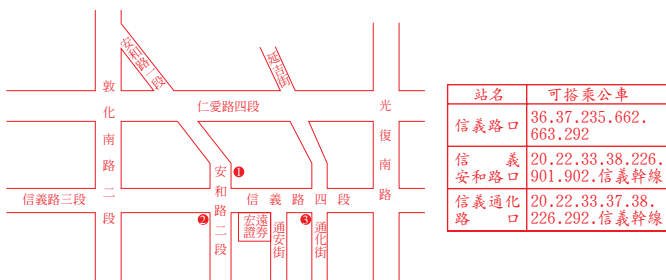 安和路一段
延吉街
敦化南路二段
仁愛路四段
光復南路
安和路二段
❶
信義路三段
信義路四段
❷
宏遠
證券
通安街
❸
通化街
站名 可搭乘公車
信義路口 36.37.235.662.
663.292
信義
安和路口 20.22.33.38.226.
901.902.信義幹線
信義通化
路口 20.22.33.37.38.
226.292.信義幹線